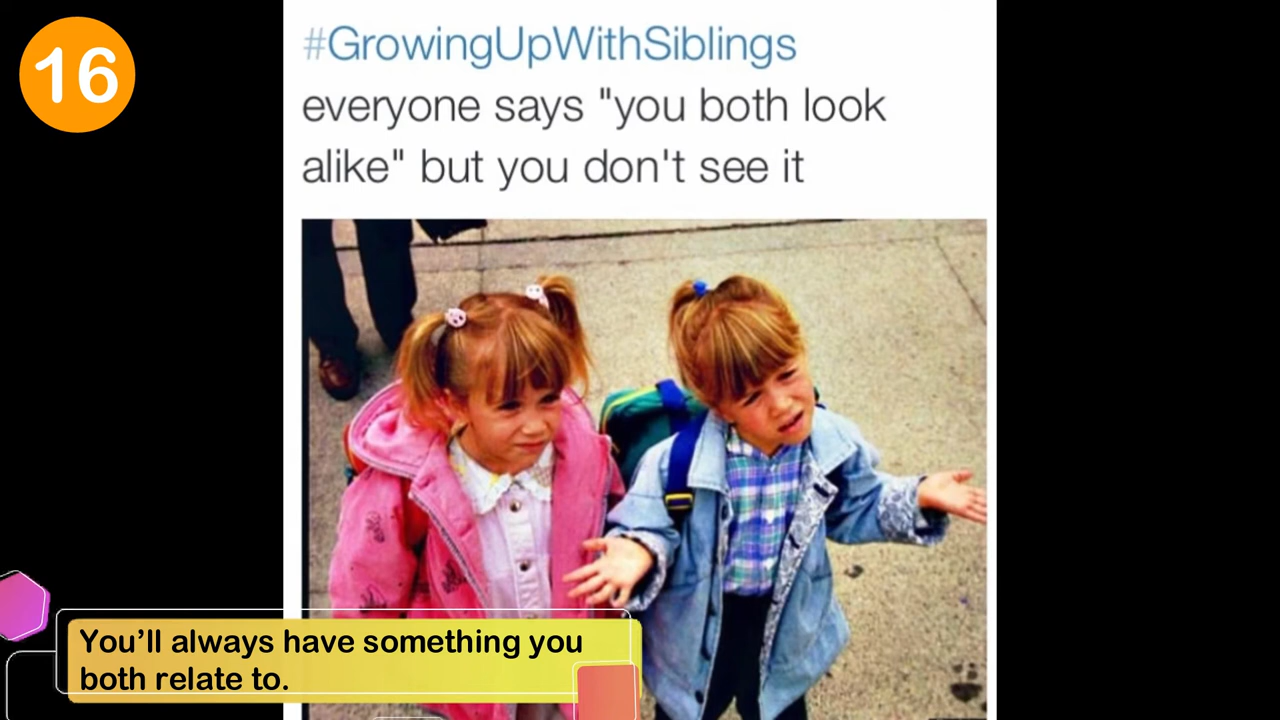 16
#GrowingUpWithSiblings
everyone says "you both look
alike" but you don't see it
You’ll always have something you
both relate to.